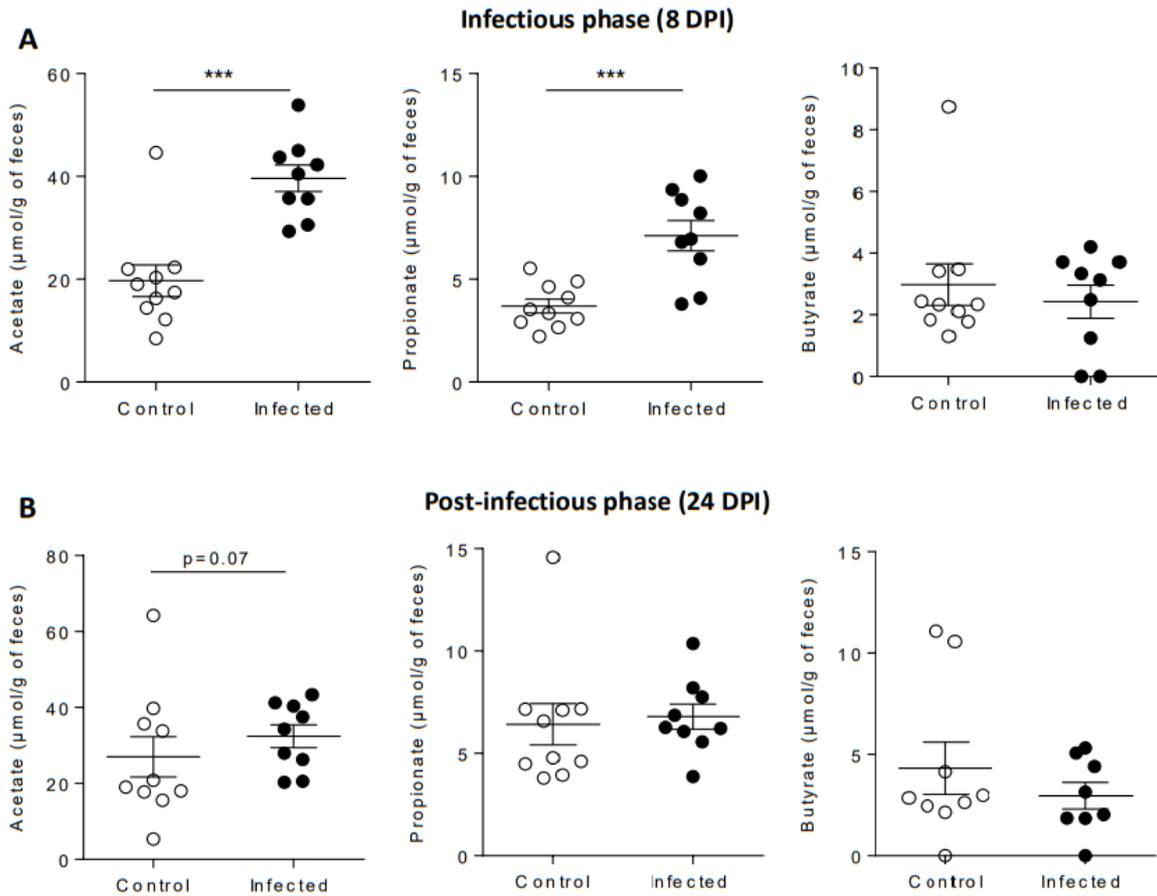 Infectious phase (8 DPI)
A
Acetate (µmol/g of feces)
60
40
20
0
***
Control
Infected
Propionate (µmol/g of feces)
15
10
5
0
***
Control
Infected
Butyrate (µmol/g of feces)
10
8
6
4
2
0
Control
Infected
Post-infectious phase (24 DPI)
B
Acetate (µmol/g of feces)
80
60
40
20
0
p=0.07
Control
Infected
Propionate (µmol/g of feces)
15
10
5
0
Control
Infected
Butyrate (µmol/g of feces)
15
10
5
0
Control
Infected